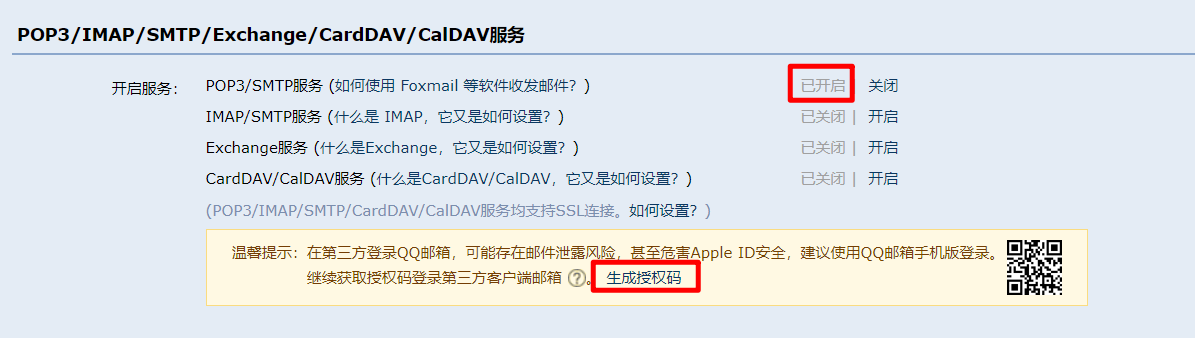 POP3/IMAP/SMTP/Exchange/CardDAV/CalDAV服务
开启服务： POP3/SMTP服务 (如何使用 Foxmail 等软件收发邮件？) 已开启 关闭
IMAP/SMTP服务 (什么是 IMAP，它又是如何设置？) 已关闭 | 开启
Exchange服务 (什么是Exchange，它又是如何设置？) 已关闭 | 开启
CardDAV/CalDAV服务 (什么是CardDAV/CalDAV，它又是如何设置？) 已关闭 | 开启
(POP3/IMAP/SMTP/CardDAV/CalDAV服务均支持SSL连接。如何设置？)
温馨提示：在第三方登录QQ邮箱，可能存在邮件泄露风险，甚至危害Apple ID安全，建议使用QQ邮箱手机版登录。
继续获取授权码登录第三方客户端邮箱 ? 。 生成授权码